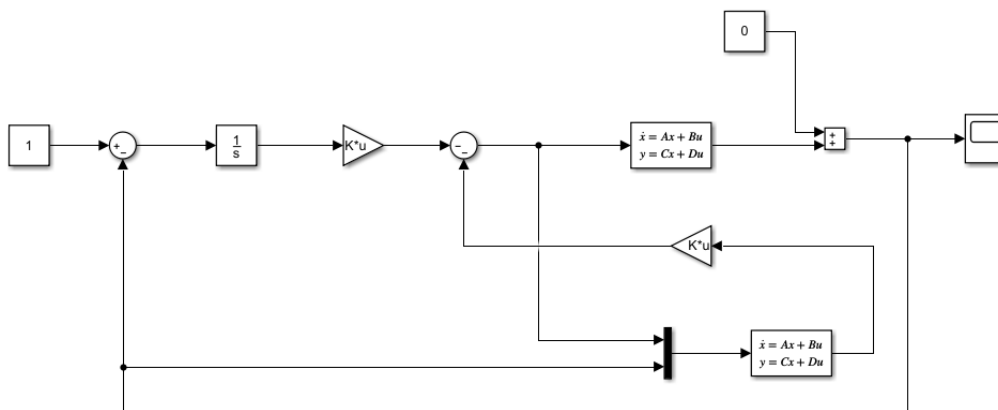 0
1
+
−
1
s
K*u
−
−
ẋ = Ax + Bu
y = Cx + Du
+
+
K*u
ẋ = Ax + Bu
y = Cx + Du